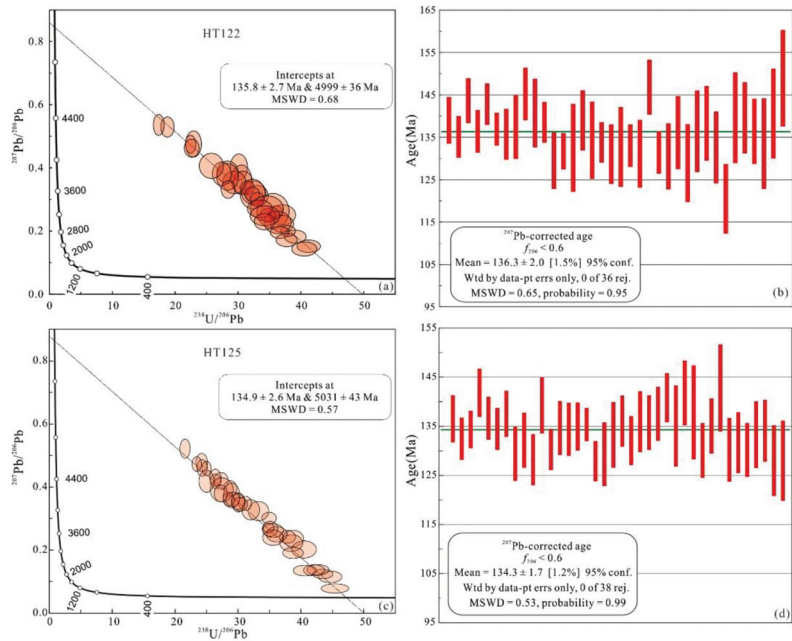 HT122
Intercepts at
135.8 ± 2.7 Ma & 4999 ± 36 Ma
MSWD = 0.68
0.8
0.6
0.4
0.2
0.0
²⁰⁷Pb/²⁰⁶Pb
4400
3600
2800
2000
1200
400
(a)
0 10 20 30 40 50
²³⁸U/²⁰⁶Pb
165
155
145
135
125
115
105
95
Age(Ma)
²⁰⁷Pb-corrected age
f₂₀₆ < 0.6
Mean = 136.3 ± 2.0 [1.5%] 95% conf.
Wtd by data-pt errs only, 0 of 36 rej.
MSWD = 0.65, probability = 0.95
(b)
HT125
Intercepts at
134.9 ± 2.6 Ma & 5031 ± 43 Ma
MSWD = 0.57
0.8
0.6
0.4
0.2
0.0
²⁰⁷Pb/²⁰⁶Pb
4400
3600
2000
1200
400
(c)
0 10 20 30 40 50
²³⁸U/²⁰⁶Pb
155
145
135
125
115
105
95
Age(Ma)
²⁰⁷Pb-corrected age
f₂₀₆ < 0.6
Mean = 134.3 ± 1.7 [1.2%] 95% conf.
Wtd by data-pt errs only, 0 of 38 rej.
MSWD = 0.53, probability = 0.99
(d)